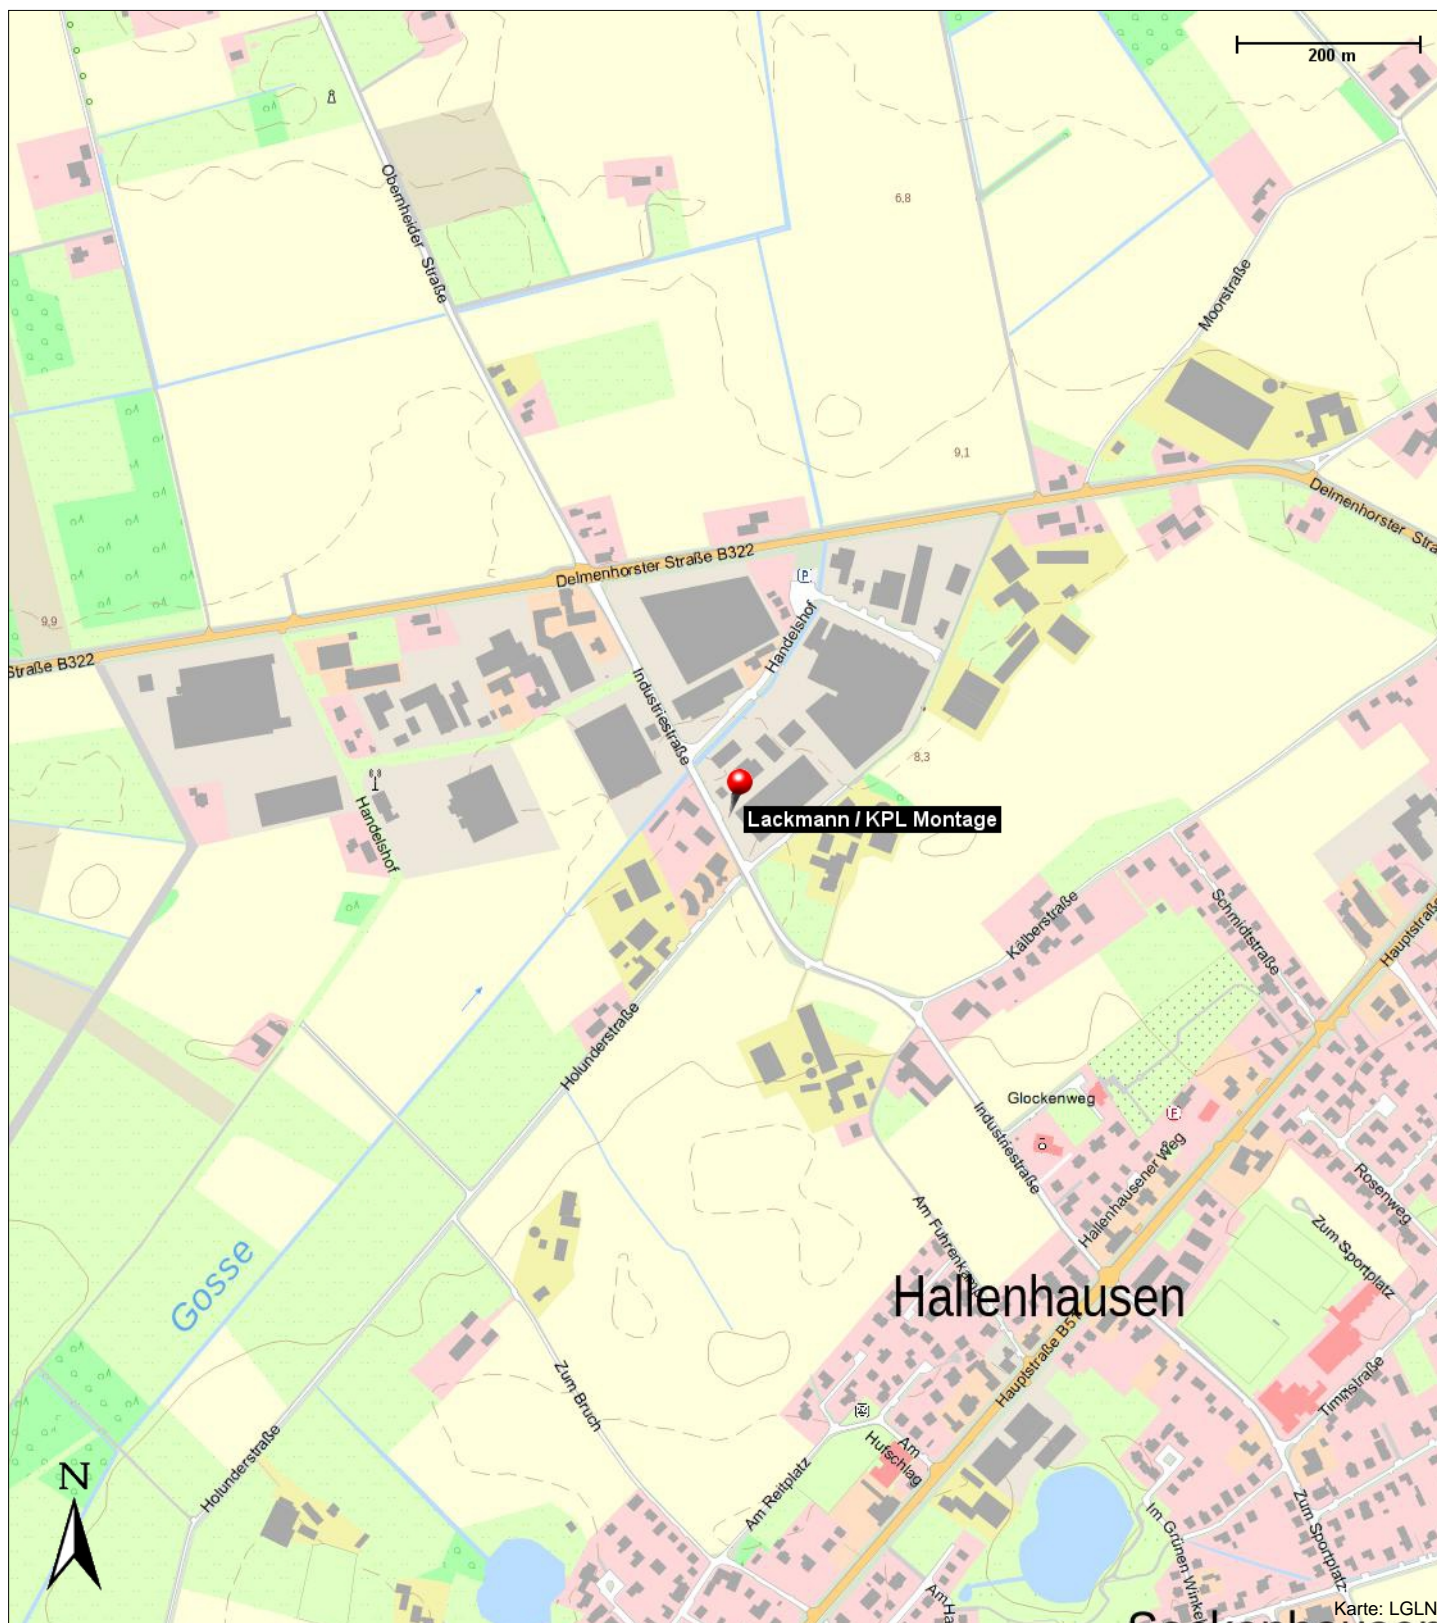 200 m
Obernheider Straße
6,8
Moorstraße
9,1
Delmenhorster Straße B322
Delmenhorster Stra
P
9,9
Straße B322
Handelshof
Industriestraße
8,3
Handelshof
Lackmann / KPL Montage
Kälberstraße
Schmidtstraße
Hauptstraße
Holunderstraße
Glockenweg
F
Industriestraße
Hallenhausener Weg
Rosenweg
Am Fuhrenkamp
Zum Sportplatz
Gosse
Hallenhausen
Hauptstraße B51
Zum Bruch
Timmstraße
Am Hufschlag
Holunderstraße
Am Reitplatz
N
Zum Sportplatz
Im Grünen Winkel
Am Ha
Karte: LGLN